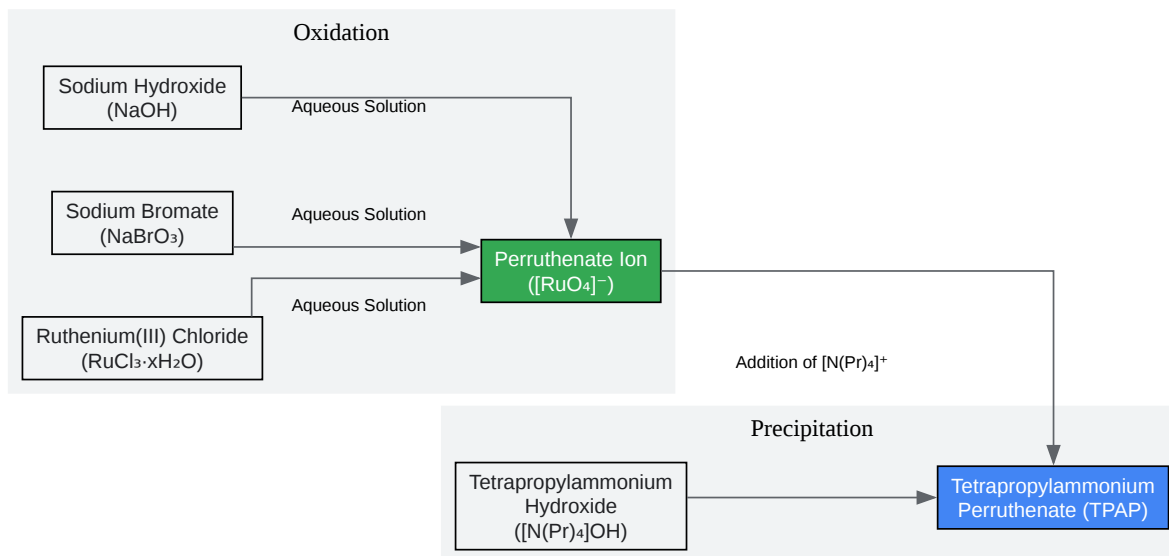 Oxidation
Sodium Hydroxide
(NaOH)
Aqueous Solution
Sodium Bromate
(NaBrO₃)
Aqueous Solution
Perruthenate Ion
([RuO₄]⁻)
Ruthenium(III) Chloride
(RuCl₃·xH₂O)
Aqueous Solution
Addition of [N(Pr)₄]⁺
Precipitation
Tetrapropylammonium
Hydroxide
([N(Pr)₄]OH)
Tetrapropylammonium
Perruthenate (TPAP)